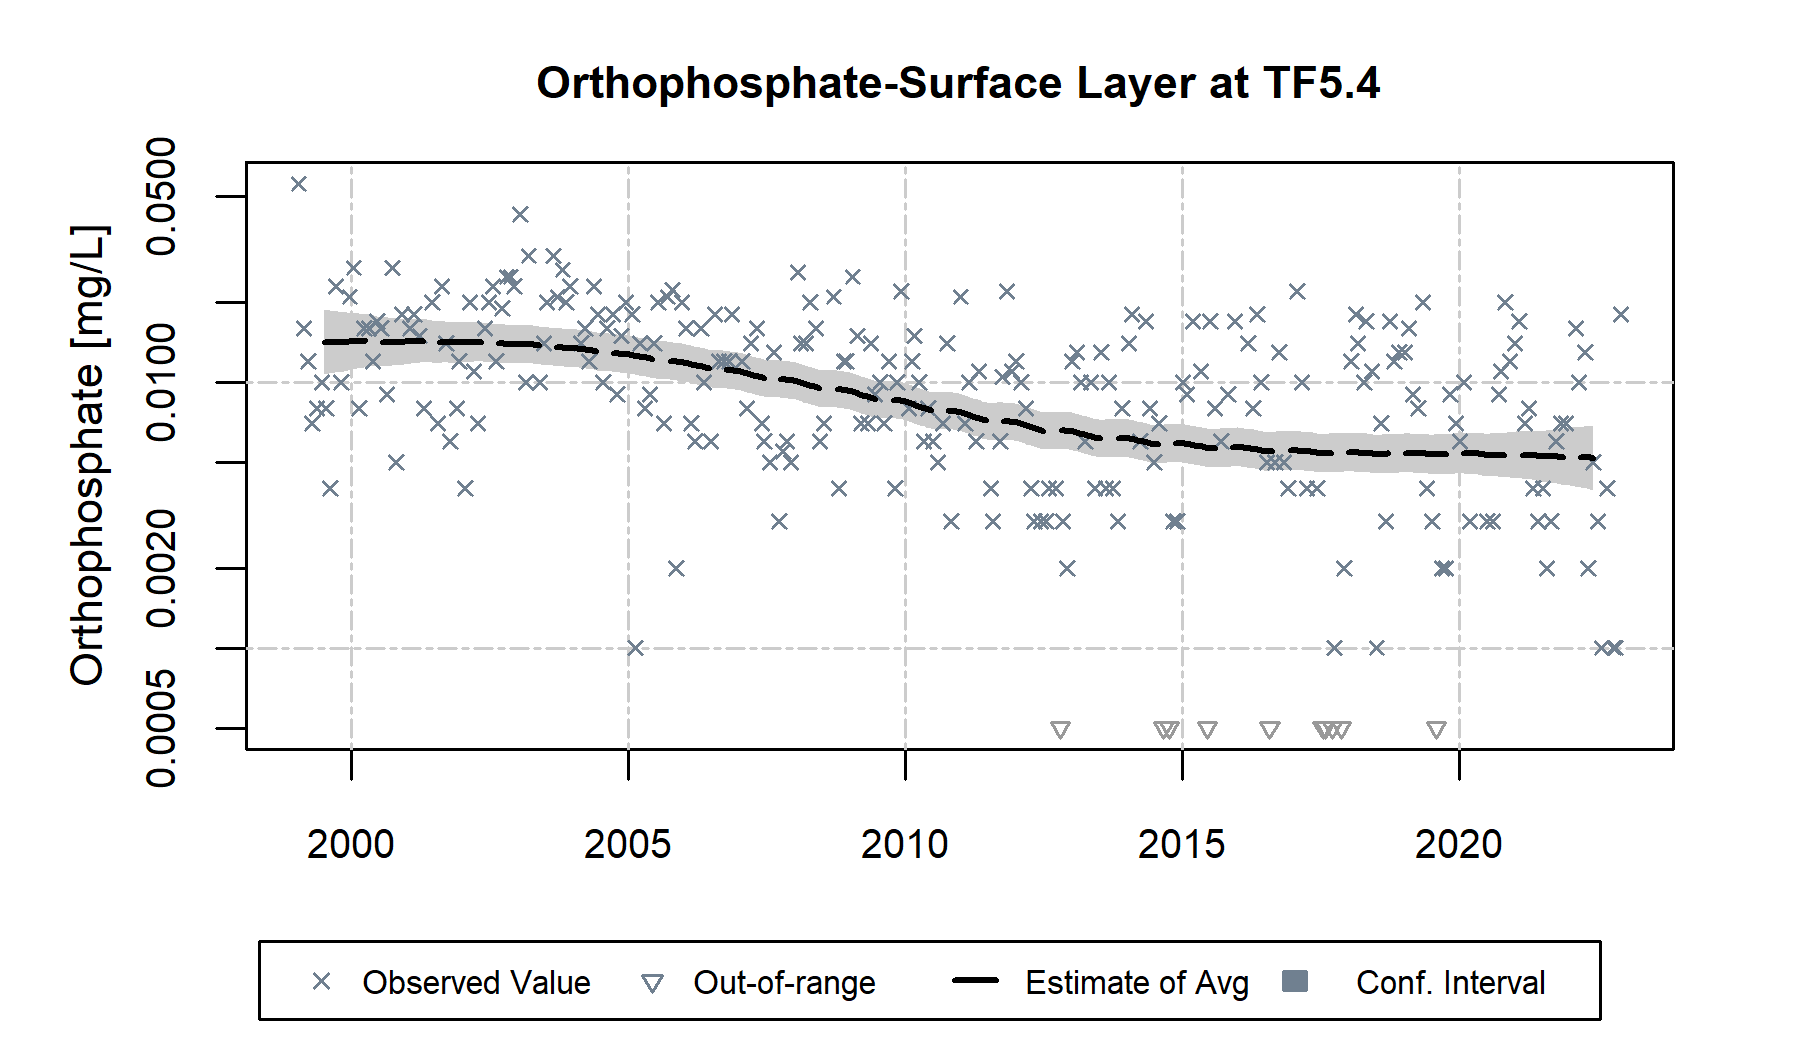 Orthophosphate-Surface Layer at TF5.4
Orthophosphate [mg/L]
0.0500
0.0100
0.0020
0.0005
2000 2005 2010 2015 2020
Observed Value Out-of-range Estimate of Avg Conf. Interval